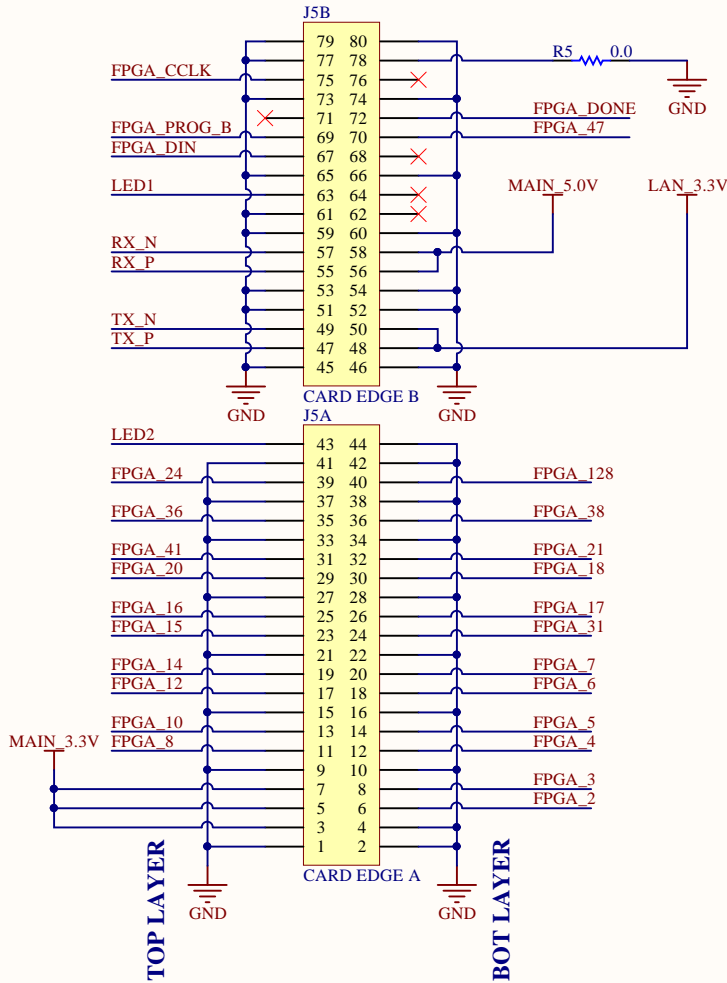 J5B
79 80
77 78 R5 0.0
FPGA_CCLK 75 76
GND
73 74
71 72 FPGA_DONE
FPGA_PROG_B 69 70 FPGA_47
FPGA_DIN 67 68
65 66
LED1 63 64 MAIN_5.0V LAN_3.3V
61 62
59 60
RX_N 57 58
RX_P 55 56
53 54
51 52
TX_N 49 50
TX_P 47 48
45 46
CARD EDGE B
GND GND
J5A
LED2 43 44
41 42
FPGA_24 39 40 FPGA_128
37 38
FPGA_36 35 36 FPGA_38
33 34
FPGA_41 31 32 FPGA_21
FPGA_20 29 30 FPGA_18
27 28
FPGA_16 25 26 FPGA_17
FPGA_15 23 24 FPGA_31
21 22
FPGA_14 19 20 FPGA_7
FPGA_12 17 18 FPGA_6
15 16
FPGA_10 13 14 FPGA_5
MAIN_3.3V FPGA_8 11 12 FPGA_4
9 10
7 8 FPGA_3
5 6 FPGA_2
3 4
1 2
CARD EDGE A
GND GND
TOP LAYER
BOT LAYER